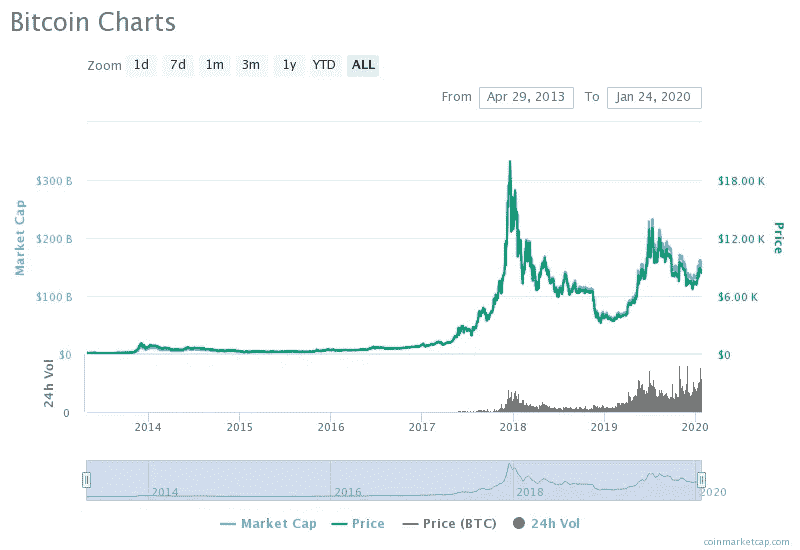 Bitcoin Charts
Zoom 1d 7d 1m 3m 1y YTD ALL
From Apr 29, 2013 To Jan 24, 2020
$300 B $18.00 K
$200 B $12.00 K
$100 B $6.00 K
$0 $0
0
Market Cap
Price
24h Vol
2014 2015 2016 2017 2018 2019 2020
2014 2016 2018 2020
Market Cap Price Price (BTC) 24h Vol
coinmarketcap.com